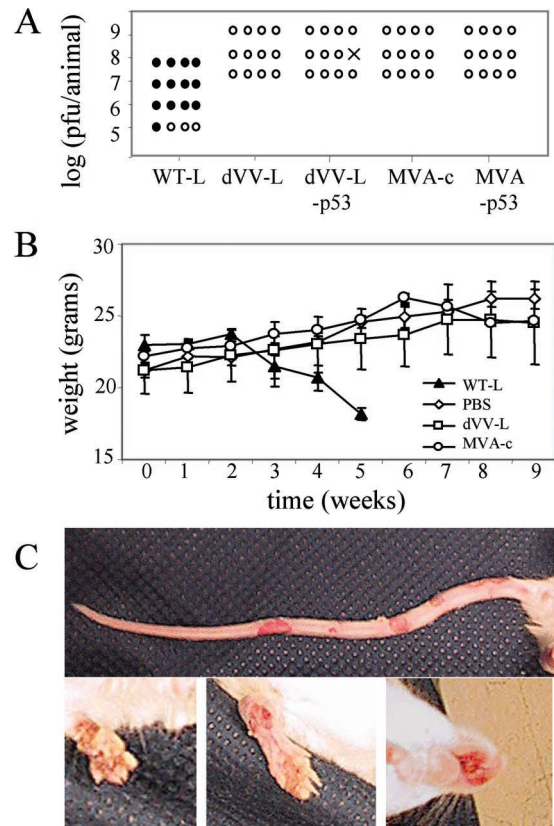 A
log (pfu/animal)
9
8
7
6
5
WT-L
dVV-L
dVV-L
-p53
MVA-c
MVA
-p53
B
weight (grams)
30
25
20
15
WT-L
PBS
dVV-L
MVA-c
0 1 2 3 4 5 6 7 8 9
time (weeks)
C